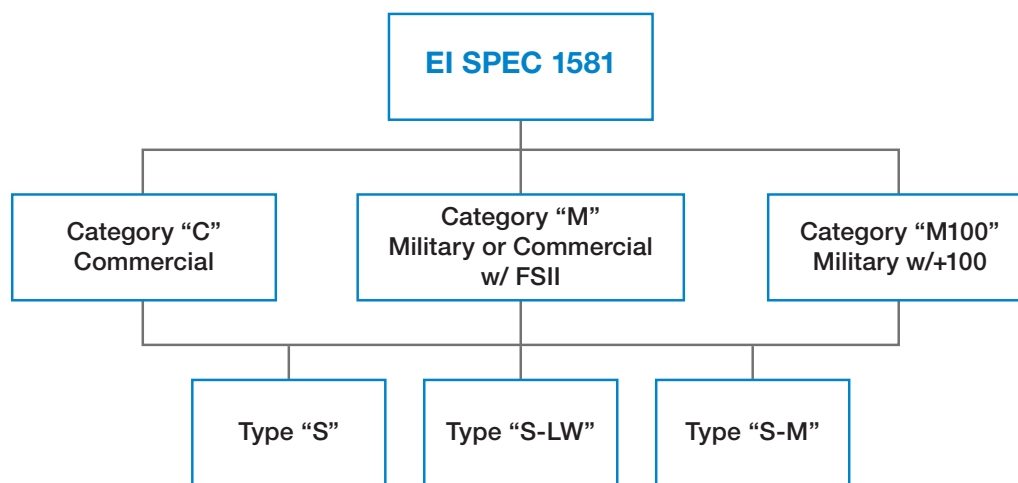 EI SPEC 1581
Category “C”
Commercial
Category “M”
Military or Commercial
w/ FSII
Category “M100”
Military w/+100
Type “S”
Type “S-LW”
Type “S-M”